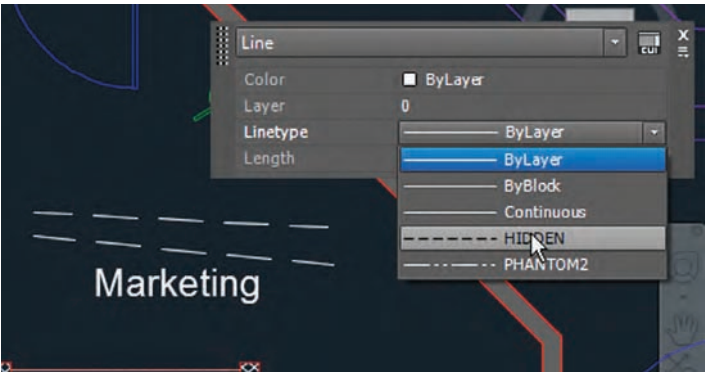 Line
CUI
Color ByLayer
Layer 0
Linetype ByLayer
Length ByLayer
ByBlock
Continuous
HIDDEN
PHANTOM2
Marketing